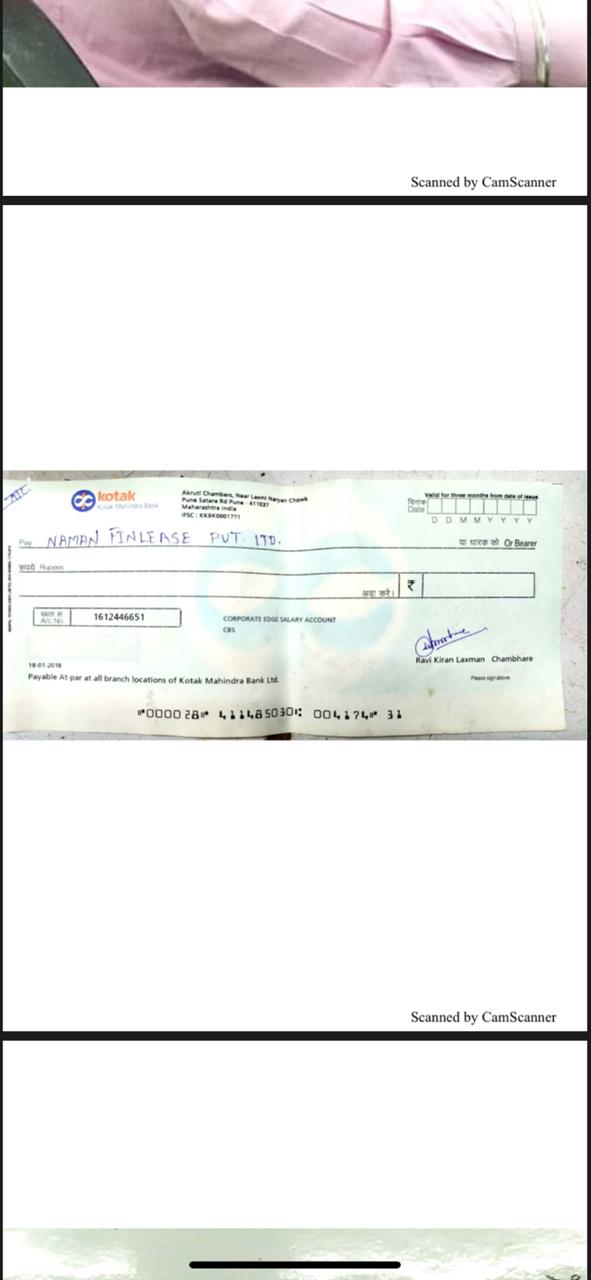 Scanned by CamScanner
A/C
kotak
Kotak Mahindra Bank
Akruti Chambers, Near Laxmi Naryan Chowk
Pune Satara Rd Pune - 411037
Maharashtra India
IFSC : KKBK0001771
Valid for three months from date of issue
दिनांक
Date
D D M M Y Y Y Y
Pay NAMAN FINLEASE PVT. LTD.
या धारक को Or Bearer
रुपये Rupees
अदा करें।
₹
खाता सं
A/c No.
1612446651
CORPORATE EDGE SALARY ACCOUNT
CBS
Ravi Kiran Laxman Chambhare
Please sign above
18-01-2018
Payable At-par at all branch locations of Kotak Mahindra Bank Ltd.
⑈000028⑈ 411485030⑆ 004174⑈ 31
Scanned by CamScanner